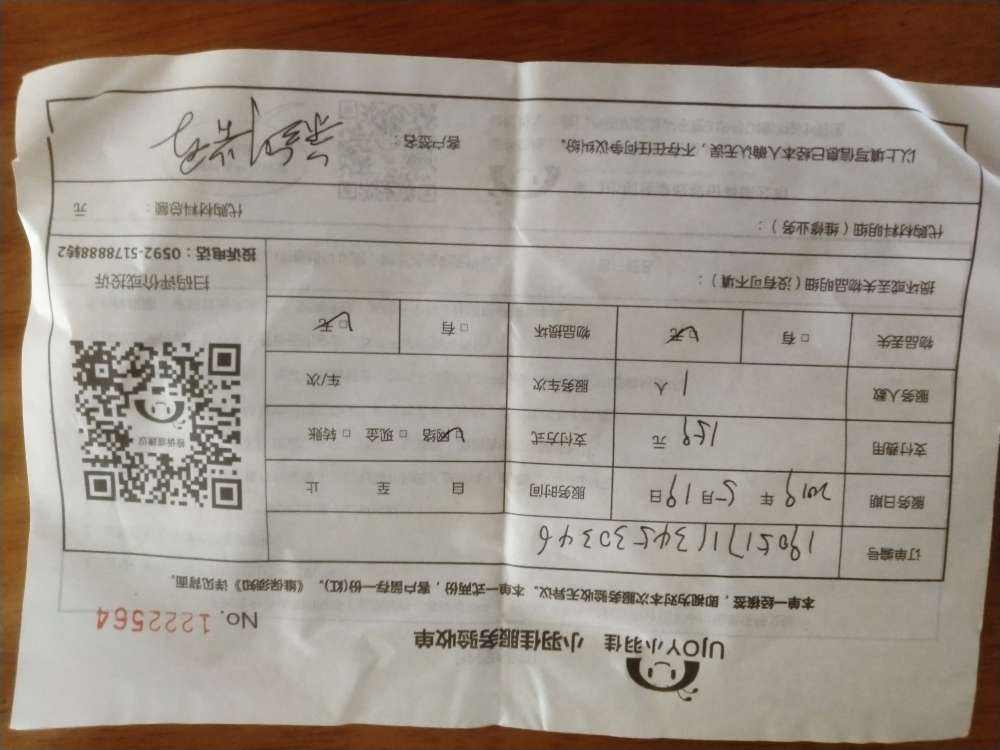 UJOY小羽佳 小羽佳服务验收单
No. 1222564
本单一经核签，即视为对本次服务验收无异议。本单一式两份，客户留存一份(红)。《维保须知》详见背面。
订单编号 1905171134530346
服务日期 2019 年 5 月 19 日 服务时间 自 至 止
支付费用 159 元 支付方式 ☑网络 □现金 □转账
服务人数 1 人 服务车次 车/次
物品丢失 □有 ☑无 物品损坏 □有 ☑无
投诉或建议
扫码评价或投诉
投诉电话：0592-5178888转2
损坏或丢失物品明细（没有可不填）：
代购材料明细（维修业务）： 代购材料总额： 元
以上填写信息已经本人确认无误，不存在任何争议纠纷。 客户签名：